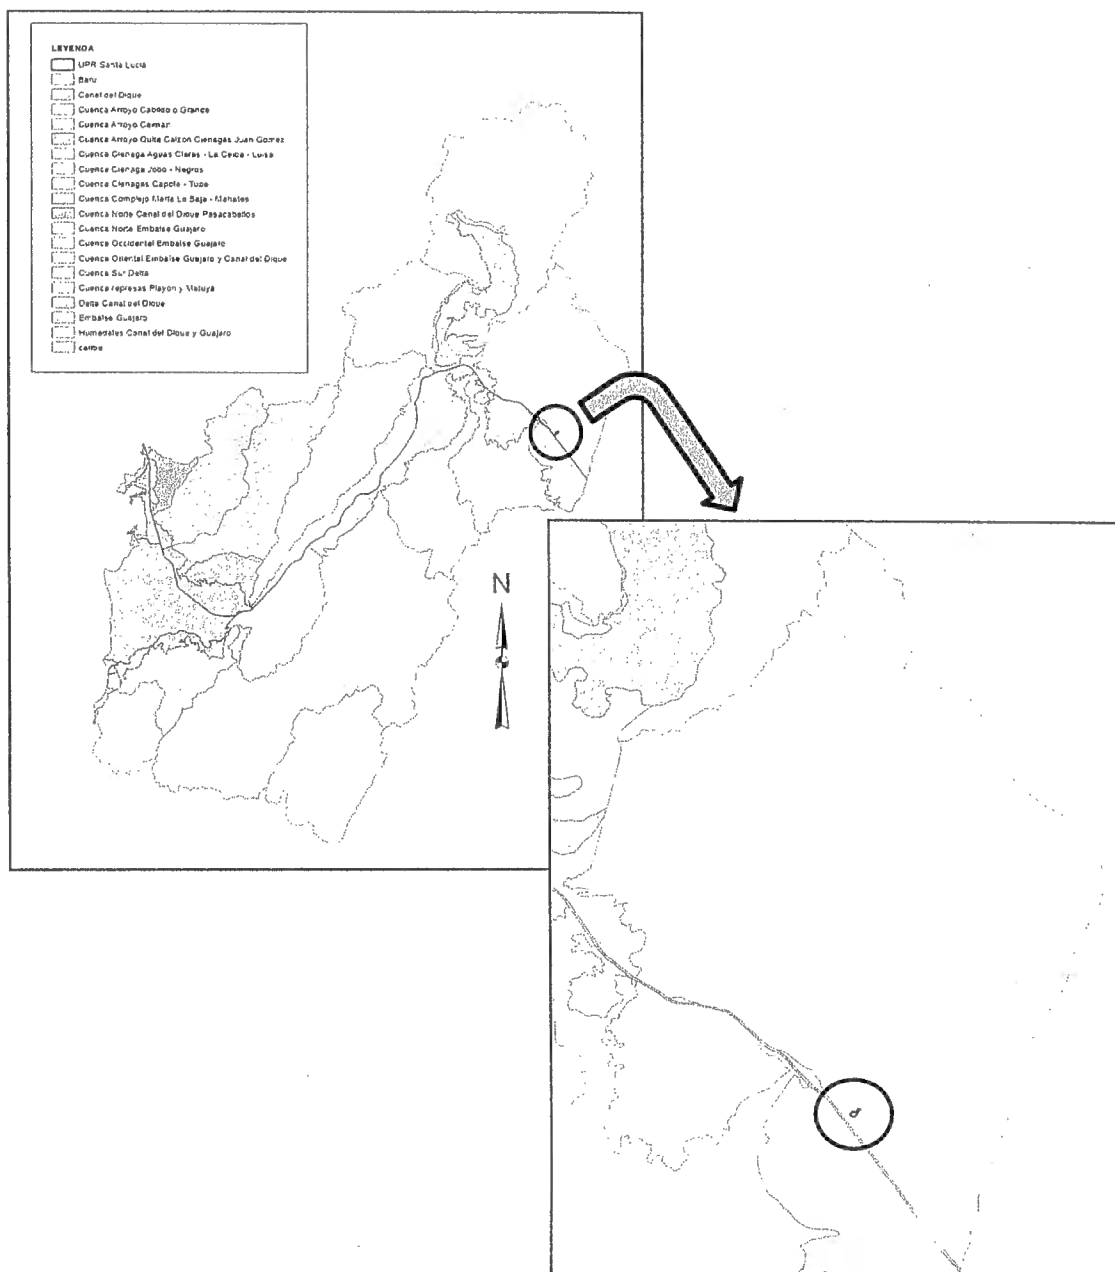 LEYENDA
UPR Santa Lucia
Baru
Canal del Dique
Cuenca Arroyo Cabildo o Grande
Cuenca Arroyo Caiman
Cuenca Arroyo Quita Calzon Cienagas Juan Gomez
Cuenca Cienaga Aguas Claras - La Ceiba - Luisa
Cuenca Cienaga Jobo - Negros
Cuenca Cienagas Capote - Tupe
Cuenca Complejo Maria La Baja - Mahates
Cuenca Norte Canal del Dique Pasacaballos
Cuenca Norte Embalse Guajaro
Cuenca Occidental Embalse Guajaro
Cuenca Oriental Embalse Guajaro y Canal del Dique
Cuenca Sur Delta
Cuenca represas Playon y Matuya
Delta Canal del Dique
Embalse Guajaro
Humedales Canal del Dique y Guajaro
N